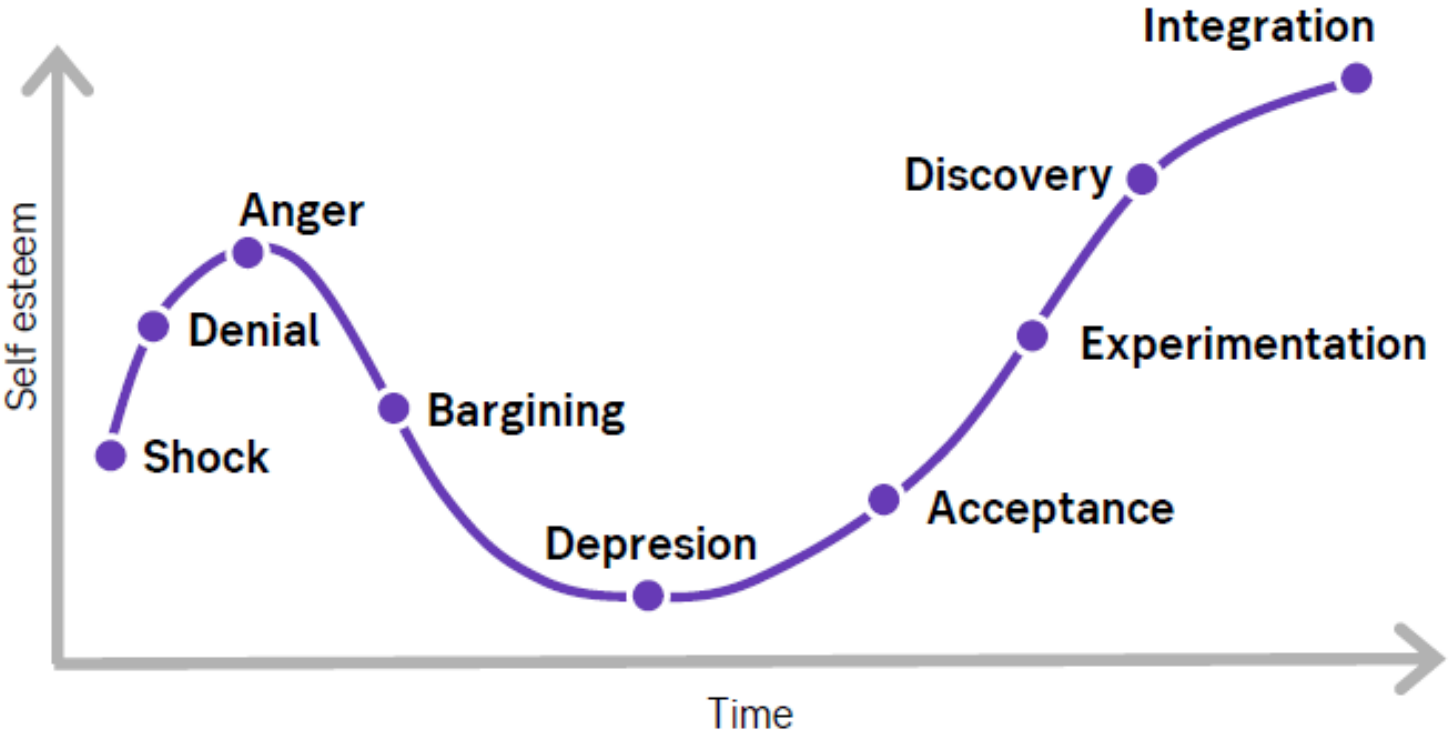 Integration
Discovery
Anger
Denial
Experimentation
Bargining
Shock
Acceptance
Depresion
Self esteem
Time